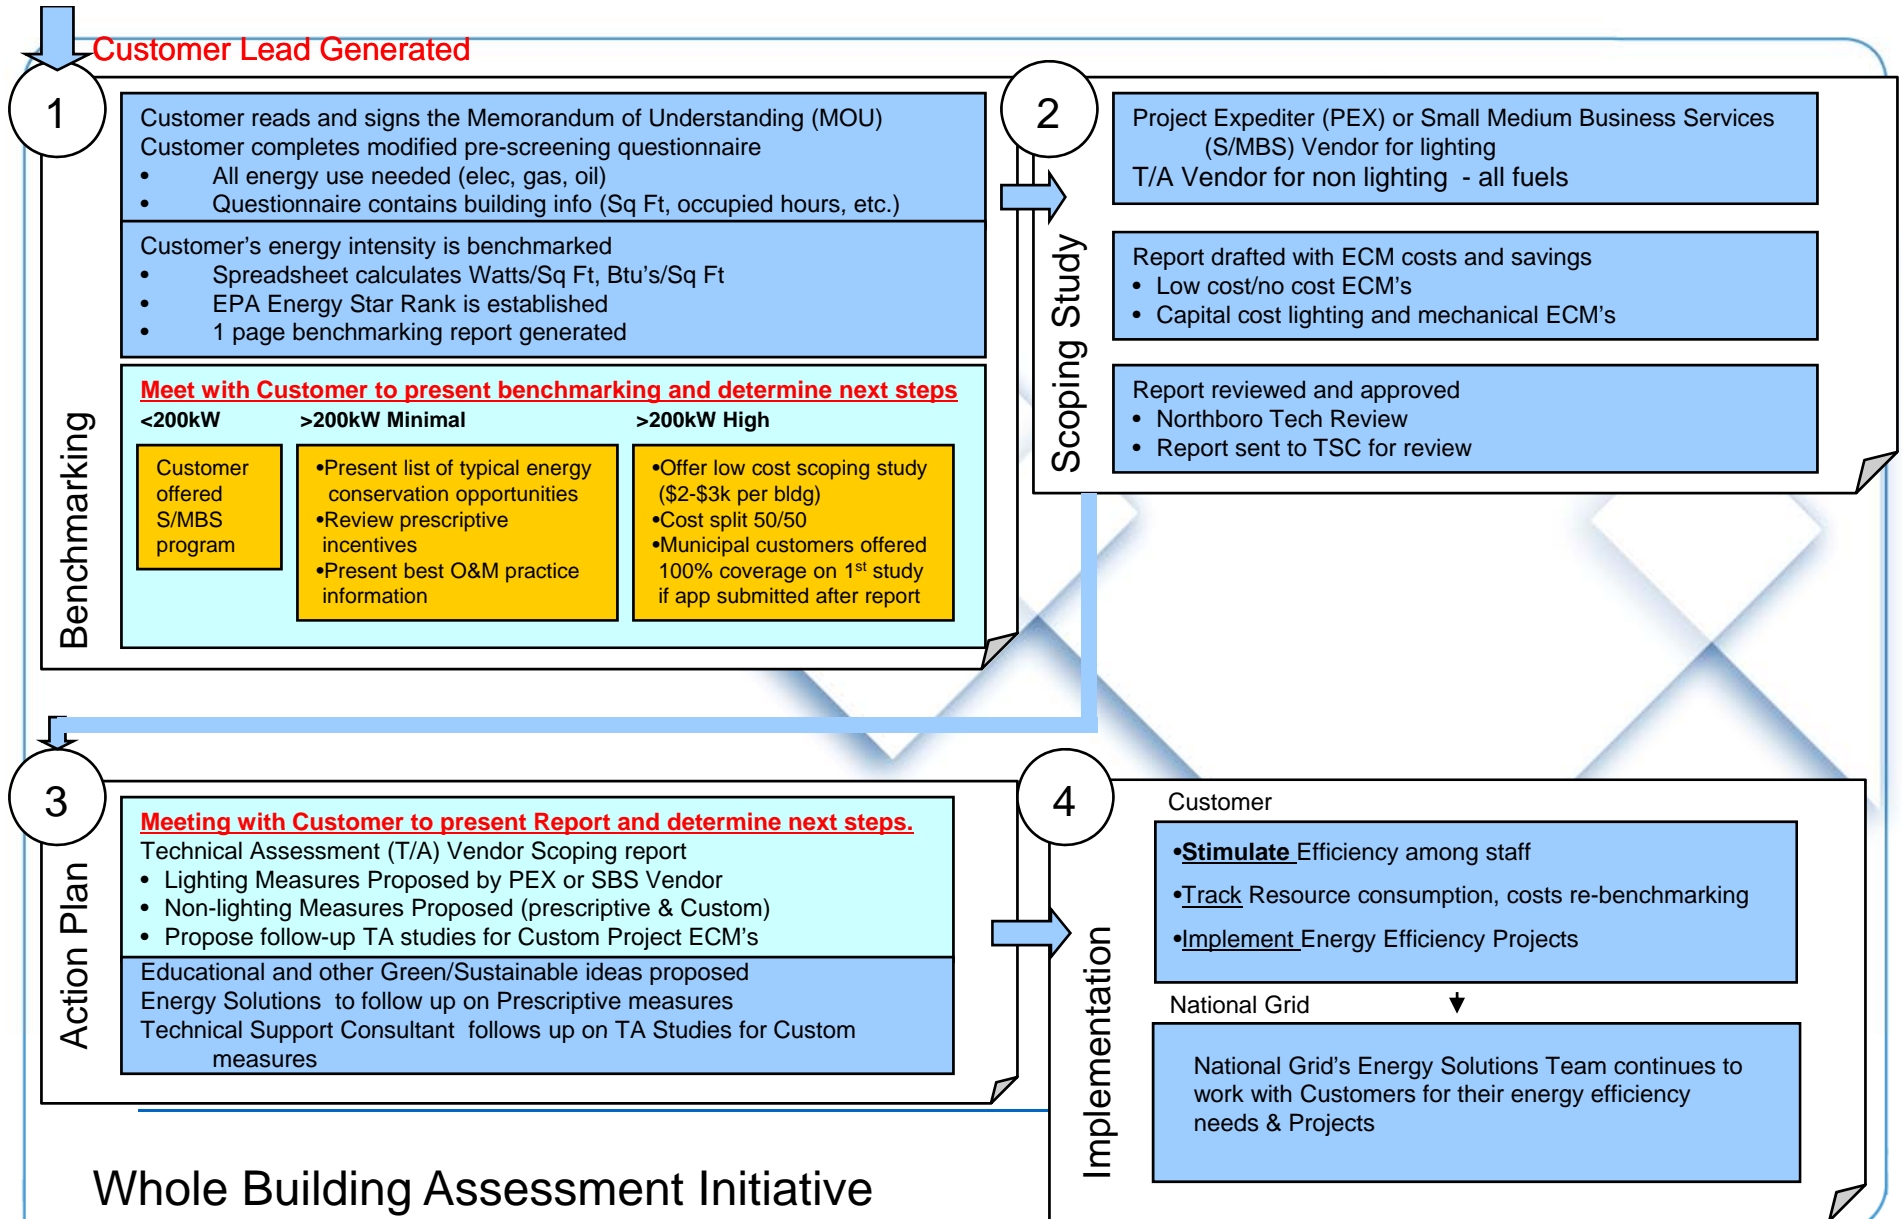 Customer Lead Generated
1
Benchmarking
Customer reads and signs the Memorandum of Understanding (MOU)
Customer completes modified pre-screening questionnaire
• All energy use needed (elec, gas, oil)
• Questionnaire contains building info (Sq Ft, occupied hours, etc.)
Customer's energy intensity is benchmarked
• Spreadsheet calculates Watts/Sq Ft, Btu's/Sq Ft
• EPA Energy Star Rank is established
• 1 page benchmarking report generated
Meet with Customer to present benchmarking and determine next steps
<200kW
Customer
offered
S/MBS
program
>200kW Minimal
•Present list of typical energy
conservation opportunities
•Review prescriptive
incentives
•Present best O&M practice
information
>200kW High
•Offer low cost scoping study
($2-$3k per bldg)
•Cost split 50/50
•Municipal customers offered
100% coverage on 1st study
if app submitted after report
2
Scoping Study
Project Expediter (PEX) or Small Medium Business Services
(S/MBS) Vendor for lighting
T/A Vendor for non lighting - all fuels
Report drafted with ECM costs and savings
• Low cost/no cost ECM's
• Capital cost lighting and mechanical ECM's
Report reviewed and approved
• Northboro Tech Review
• Report sent to TSC for review
3
Action Plan
Meeting with Customer to present Report and determine next steps.
Technical Assessment (T/A) Vendor Scoping report
• Lighting Measures Proposed by PEX or SBS Vendor
• Non-lighting Measures Proposed (prescriptive & Custom)
• Propose follow-up TA studies for Custom Project ECM's
Educational and other Green/Sustainable ideas proposed
Energy Solutions to follow up on Prescriptive measures
Technical Support Consultant follows up on TA Studies for Custom
measures
4
Implementation
Customer
•Stimulate Efficiency among staff
•Track Resource consumption, costs re-benchmarking
•Implement Energy Efficiency Projects
National Grid
National Grid's Energy Solutions Team continues to
work with Customers for their energy efficiency
needs & Projects
Whole Building Assessment Initiative